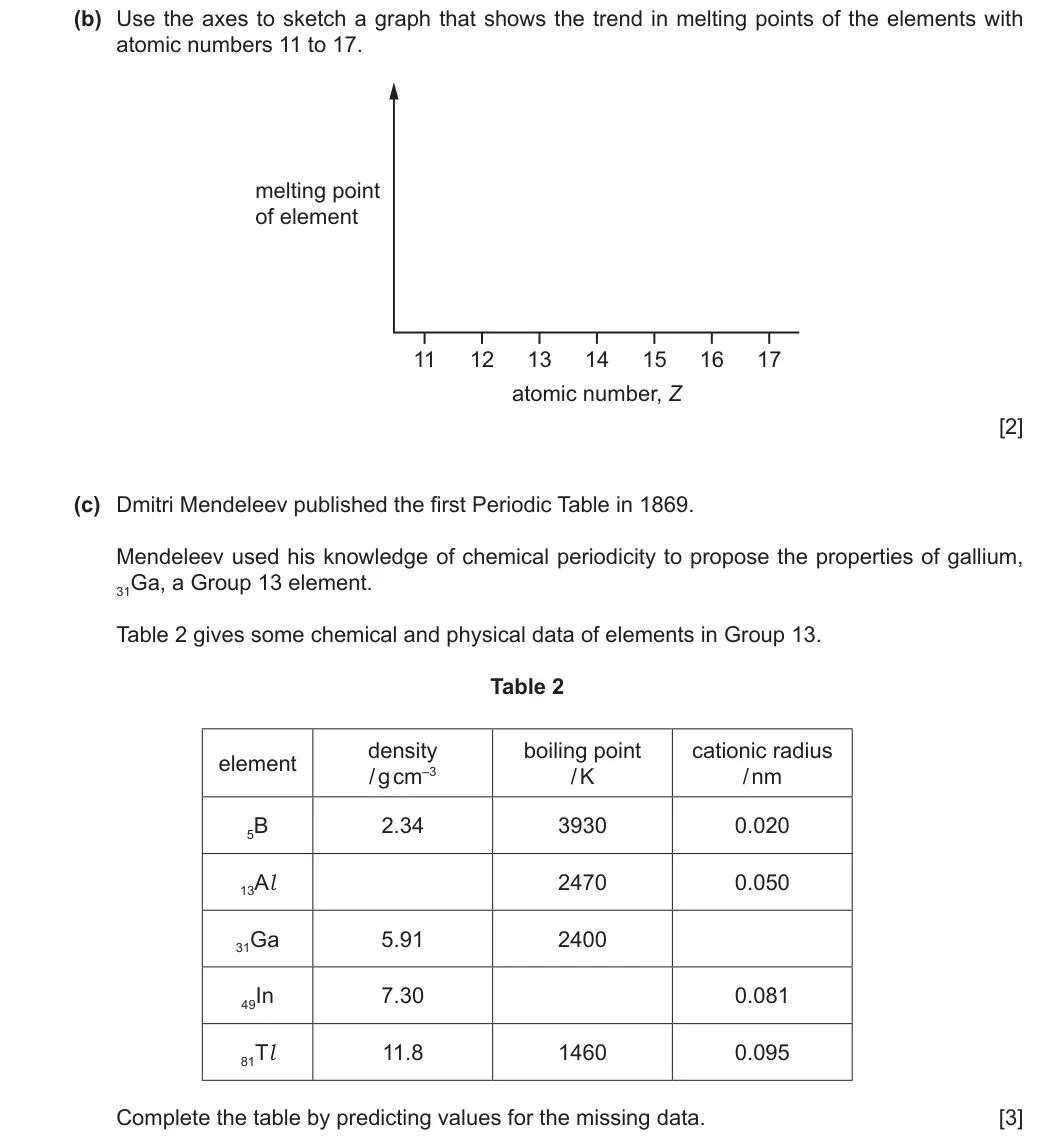 (b) Use the axes to sketch a graph that shows the trend in melting points of the elements with
atomic numbers 11 to 17.
melting point
of element
11 12 13 14 15 16 17
atomic number, Z
[2]
(c) Dmitri Mendeleev published the first Periodic Table in 1869.
Mendeleev used his knowledge of chemical periodicity to propose the properties of gallium,
₃₁Ga, a Group 13 element.
Table 2 gives some chemical and physical data of elements in Group 13.
Table 2
element density boiling point cationic radius
/ g cm⁻³ / K / nm
₅B 2.34 3930 0.020
₁₃Al 2470 0.050
₃₁Ga 5.91 2400
₄₉In 7.30 0.081
₈₁Tl 11.8 1460 0.095
Complete the table by predicting values for the missing data. [3]